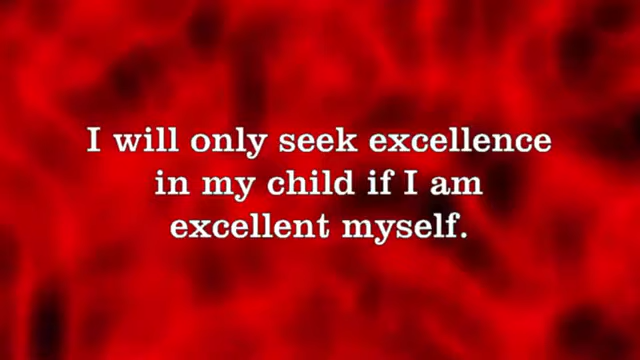 I will only seek excellence
in my child if I am
excellent myself.